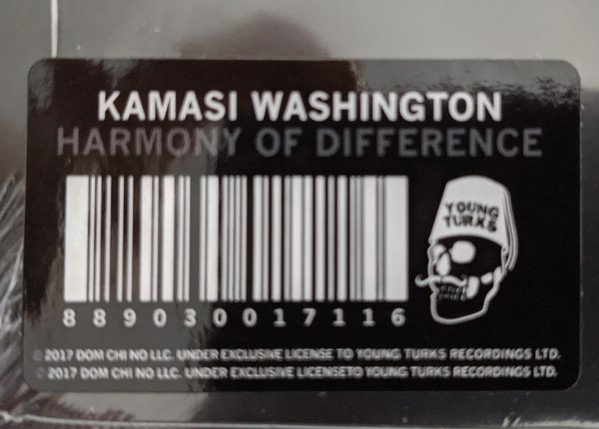 KAMASI WASHINGTON
HARMONY OF DIFFERENCE
YOUNG
TURKS
889030017116
℗ 2017 DOM CHI NO LLC. UNDER EXCLUSIVE LICENSE TO YOUNG TURKS RECORDINGS LTD.
© 2017 DOM CHI NO LLC. UNDER EXCLUSIVE LICENSETO YOUNG TURKS RECORDINGS LTD.